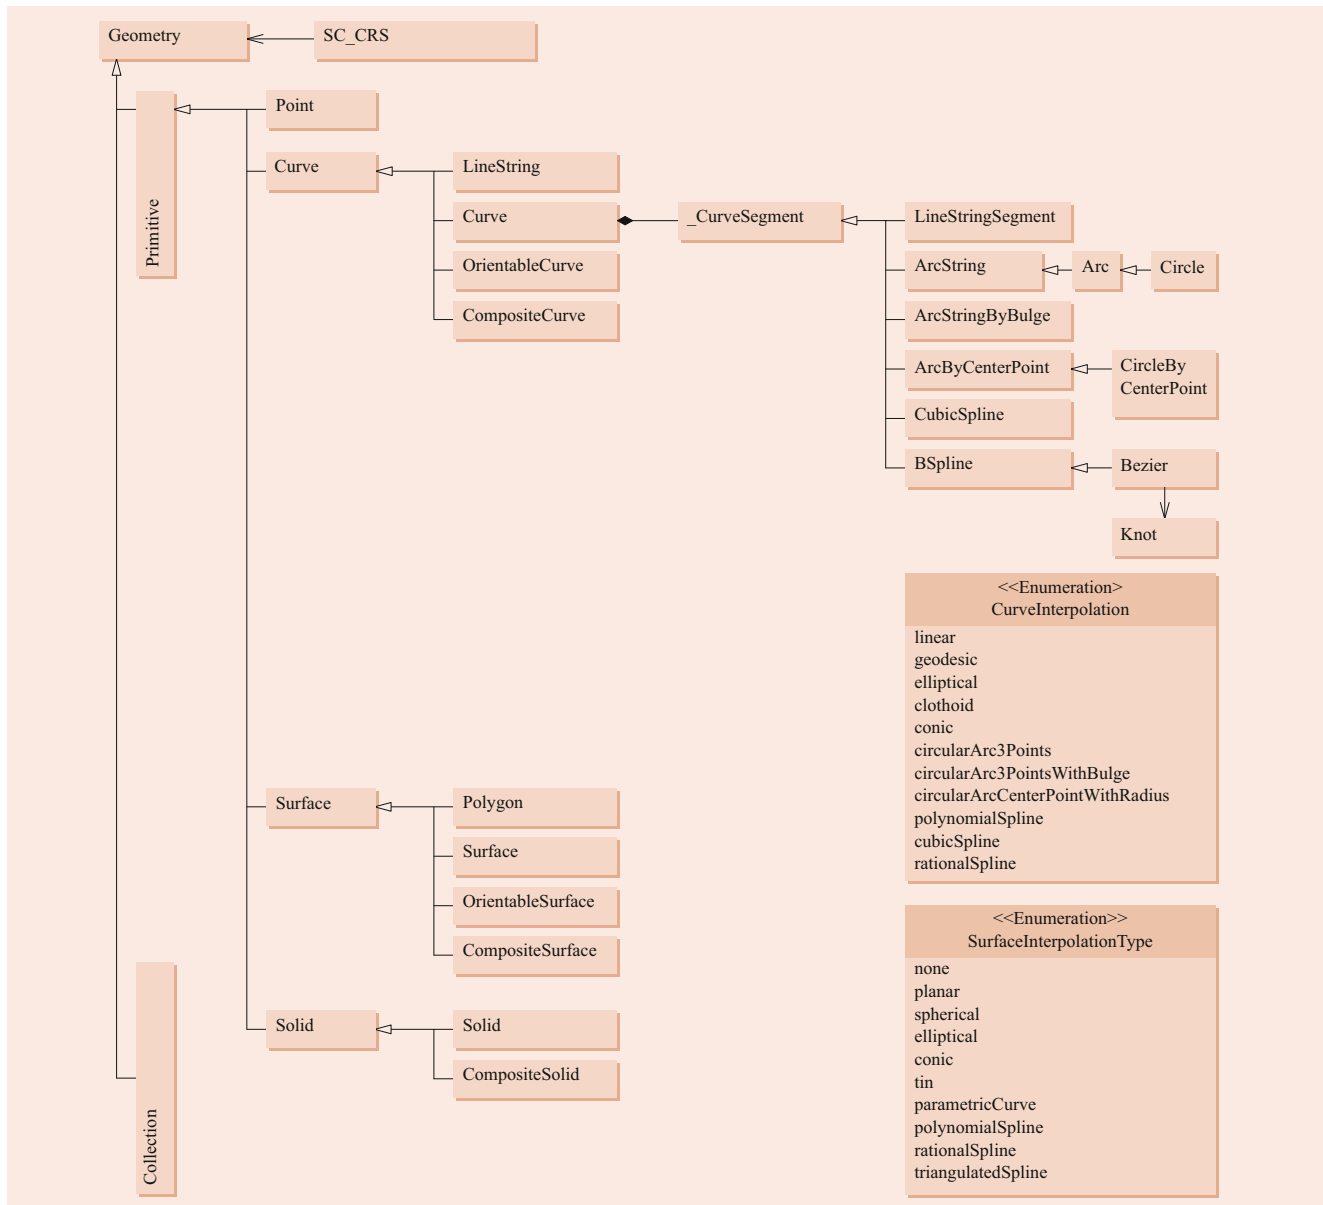 Geometry
SC_CRS
Primitive
Point
Curve
LineString
Curve
_CurveSegment
LineStringSegment
OrientableCurve
ArcString
Arc
Circle
CompositeCurve
ArcStringByBulge
ArcByCenterPoint
CircleBy
CenterPoint
CubicSpline
BSpline
Bezier
Knot
<<Enumeration>
CurveInterpolation
linear
geodesic
elliptical
clothoid
conic
circularArc3Points
circularArc3PointsWithBulge
circularArcCenterPointWithRadius
polynomialSpline
cubicSpline
rationalSpline
Surface
Polygon
Surface
OrientableSurface
CompositeSurface
Solid
Solid
CompositeSolid
Collection
<<Enumeration>>
SurfaceInterpolationType
none
planar
spherical
elliptical
conic
tin
parametricCurve
polynomialSpline
rationalSpline
triangulatedSpline